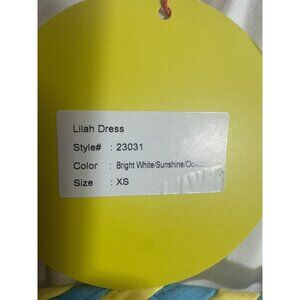 Lilah Dress
Style# : 23031
Color : Bright White/Sunshine/
Size : XS